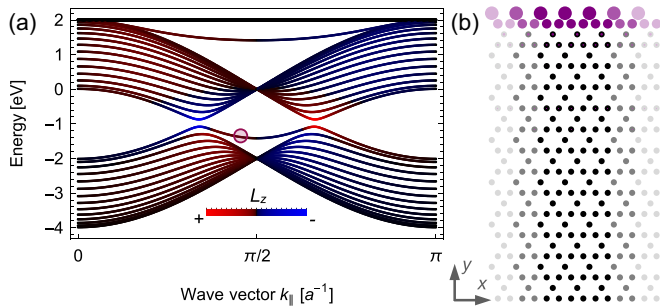 (a)
Energy [eV]
2
1
0
−1
−2
−3
−4
L_z
+ -
0 π/2 π
Wave vector k_∥ [a⁻¹]
(b)
y
x